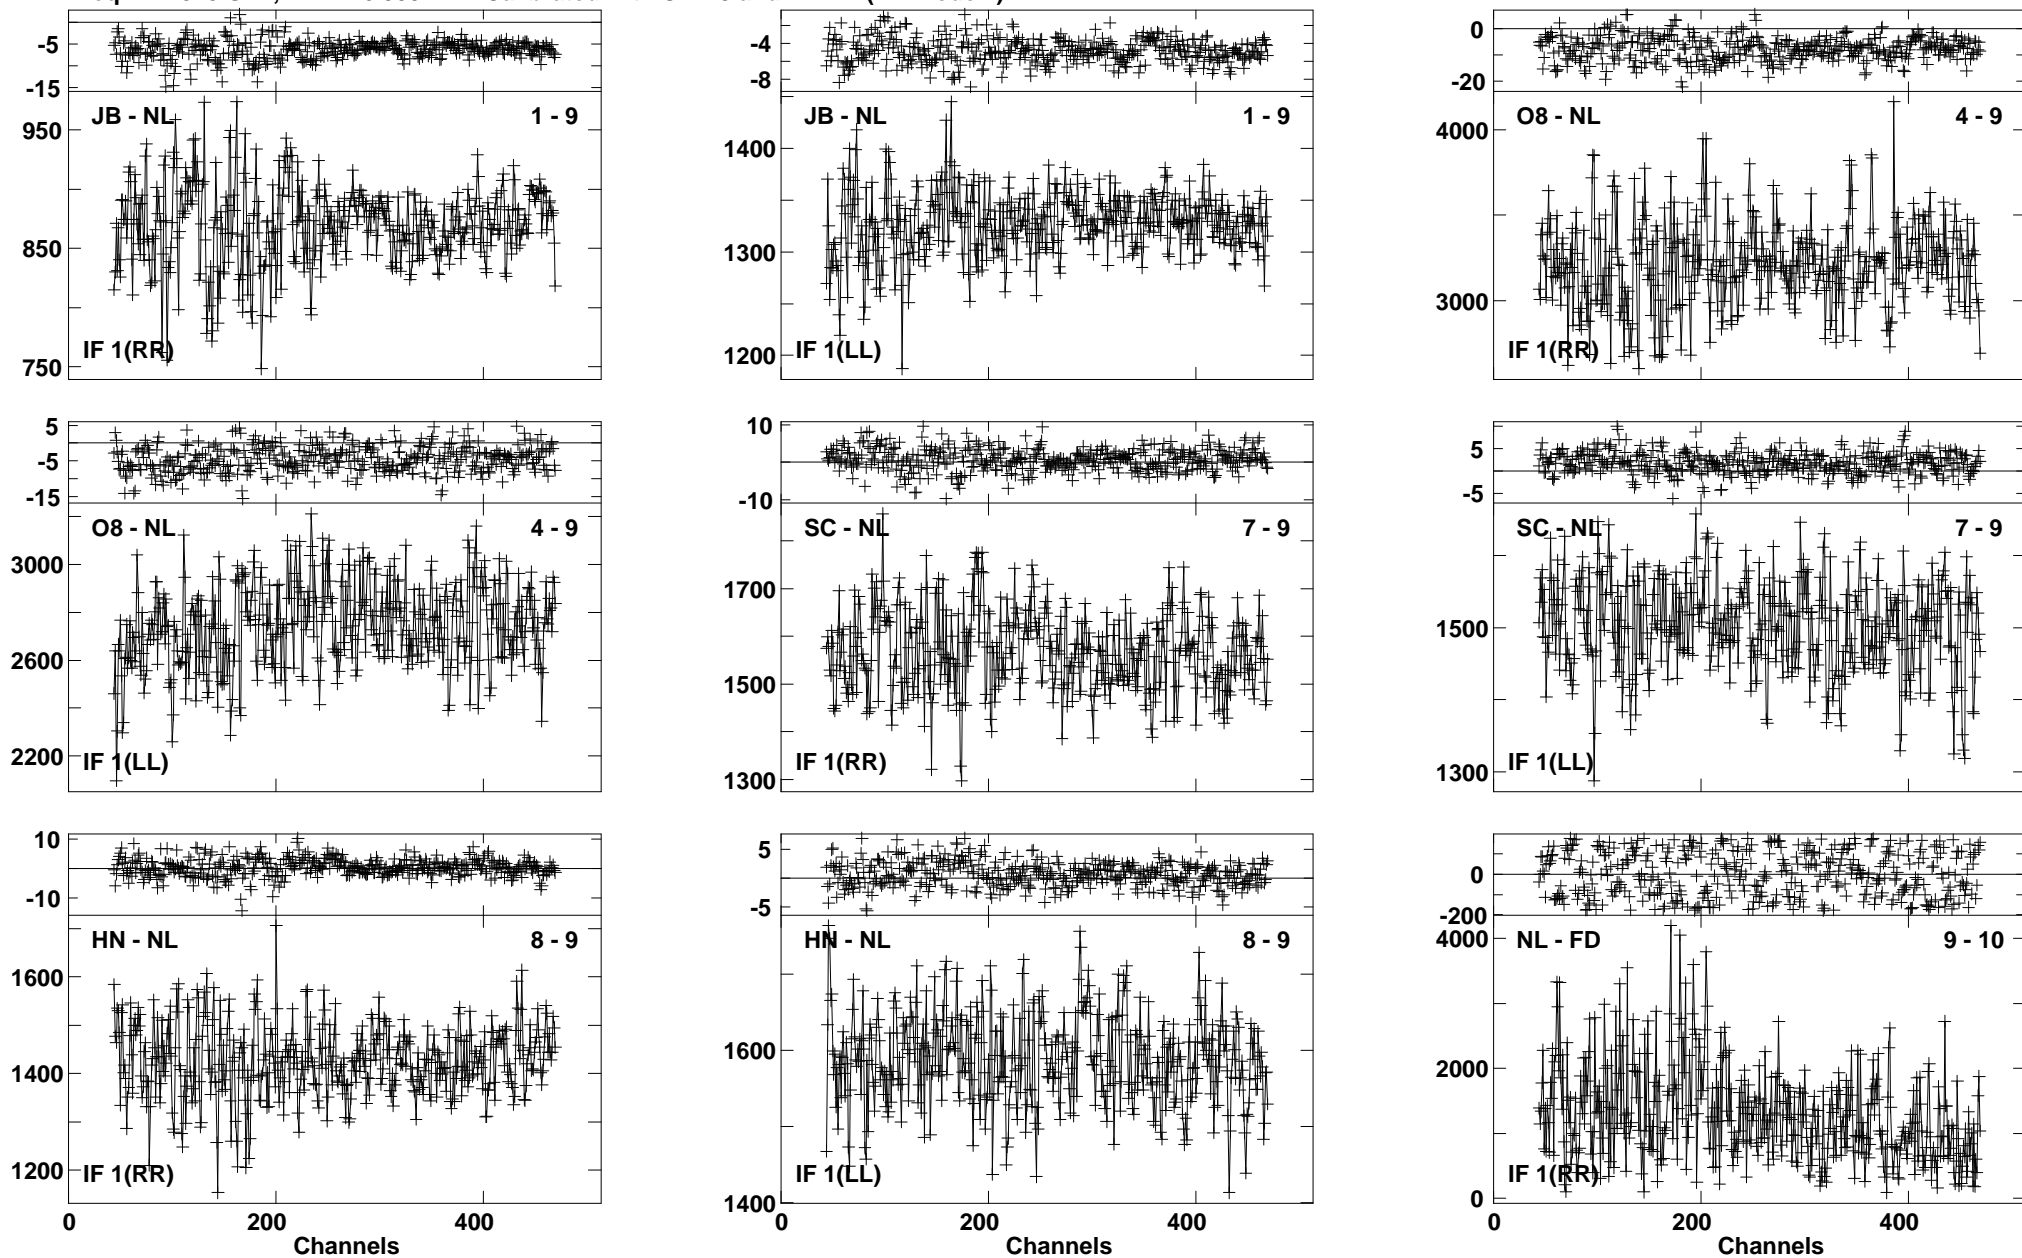 -5
-15
JB - NL 1 - 9
950
850
750
IF 1(RR)
-4
-8
JB - NL 1 - 9
1400
1300
1200
IF 1(LL)
0
-20
O8 - NL 4 - 9
4000
3000
IF 1(RR)
5
-5
-15
O8 - NL 4 - 9
3000
2600
2200
IF 1(LL)
10
-10
SC - NL 7 - 9
1700
1500
1300
IF 1(RR)
5
-5
SC - NL 7 - 9
1500
1300
IF 1(LL)
10
-10
HN - NL 8 - 9
1600
1400
1200
IF 1(RR)
0 200 400
Channels
5
-5
HN - NL 8 - 9
1600
1400
IF 1(LL)
0 200 400
Channels
0
-200
NL - FD 9 - 10
4000
2000
0
IF 1(RR)
0 200 400
Channels